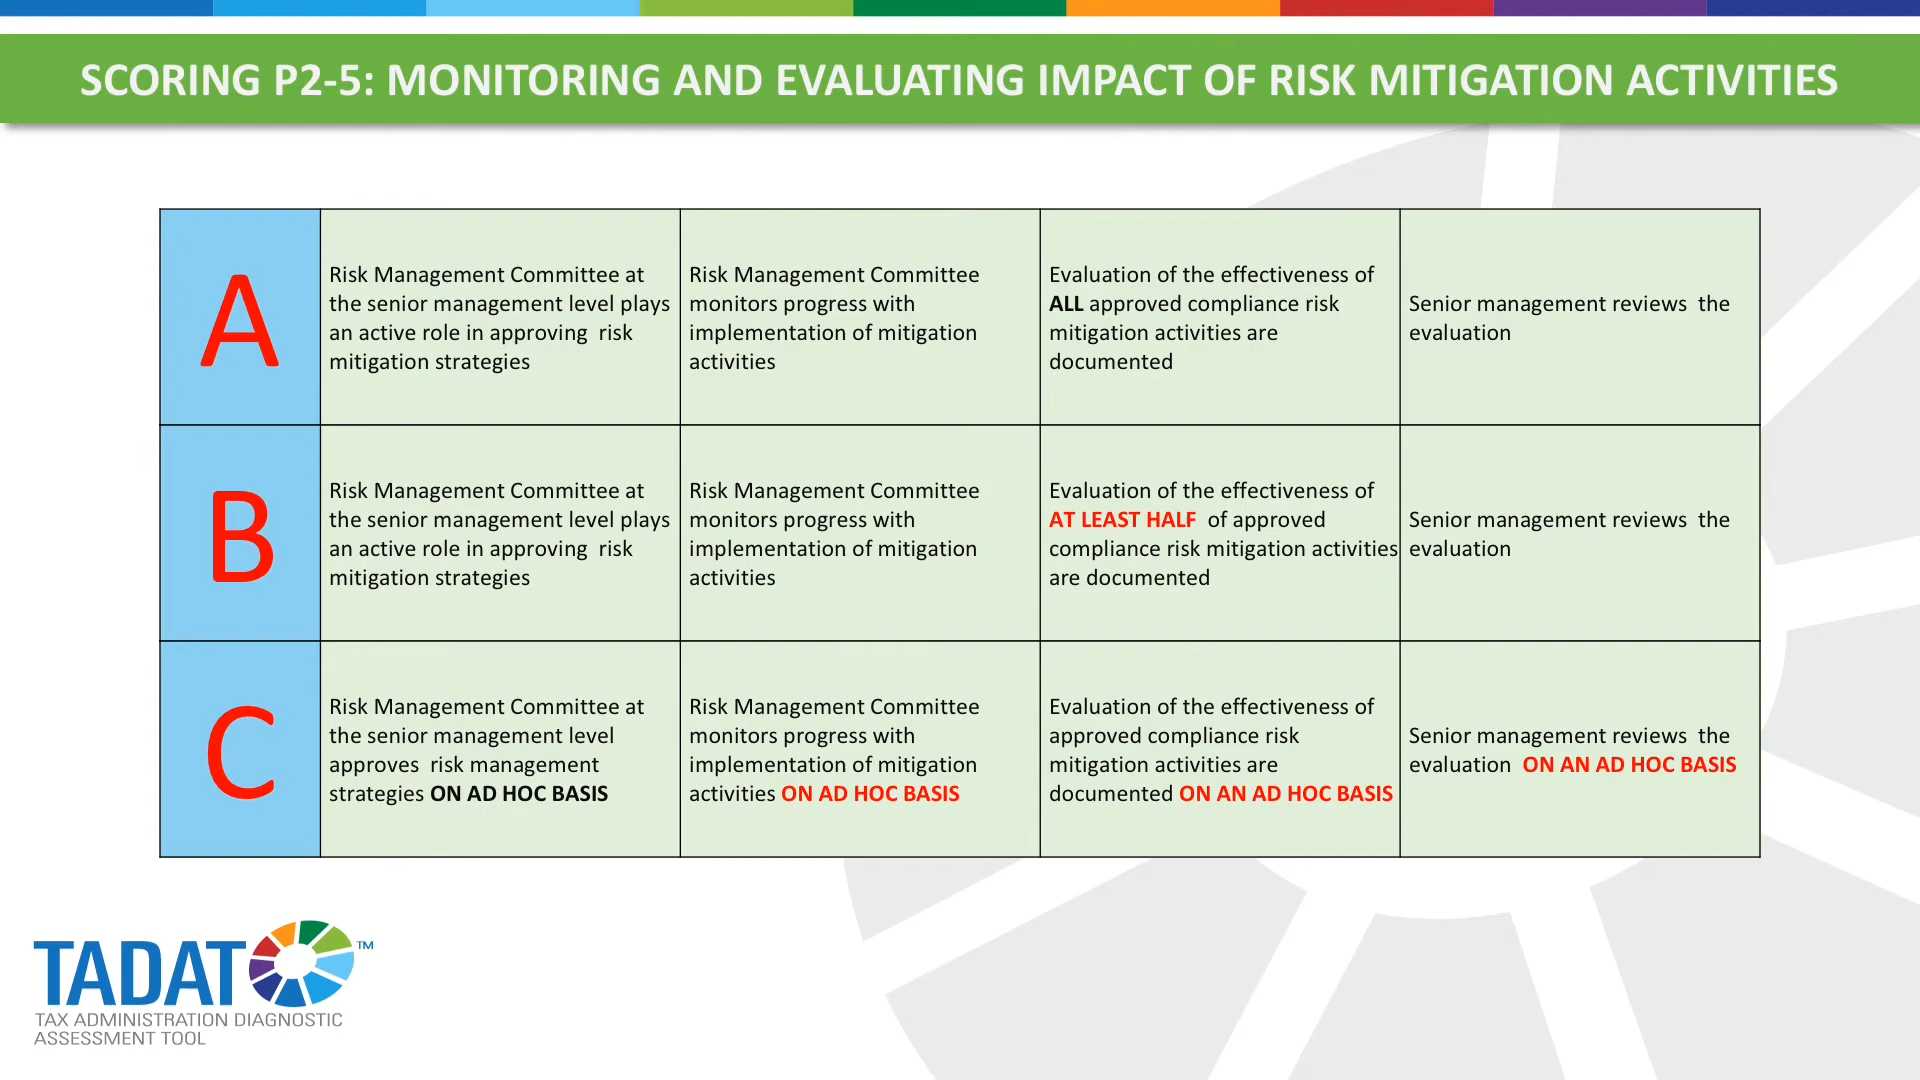 SCORING P2-5: MONITORING AND EVALUATING IMPACT OF RISK MITIGATION ACTIVITIES
A
Risk Management Committee at
the senior management level plays
an active role in approving  risk
mitigation strategies
Risk Management Committee
monitors progress with
implementation of mitigation
activities
Evaluation of the effectiveness of
ALL approved compliance risk
mitigation activities are
documented
Senior management reviews  the
evaluation
B
Risk Management Committee at
the senior management level plays
an active role in approving  risk
mitigation strategies
Risk Management Committee
monitors progress with
implementation of mitigation
activities
Evaluation of the effectiveness of
AT LEAST HALF  of approved
compliance risk mitigation activities
are documented
Senior management reviews  the
evaluation
C
Risk Management Committee at
the senior management level
approves  risk management
strategies ON AD HOC BASIS
Risk Management Committee
monitors progress with
implementation of mitigation
activities ON AD HOC BASIS
Evaluation of the effectiveness of
approved compliance risk
mitigation activities are
documented ON AN AD HOC BASIS
Senior management reviews  the
evaluation  ON AN AD HOC BASIS
TADAT TM
TAX ADMINISTRATION DIAGNOSTIC
ASSESSMENT TOOL